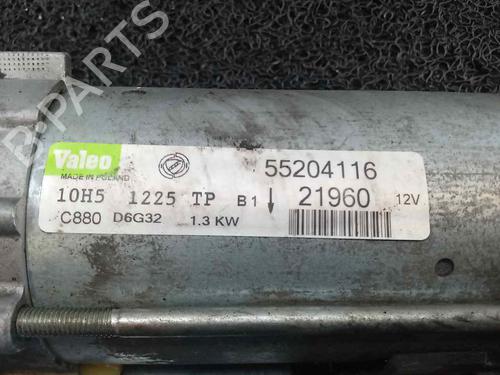 B-PARTS
Valeo
MADE IN POLAND
55204116
10H5 1225 TP B1 21960 12V
C880 D6G32 1.3 KW